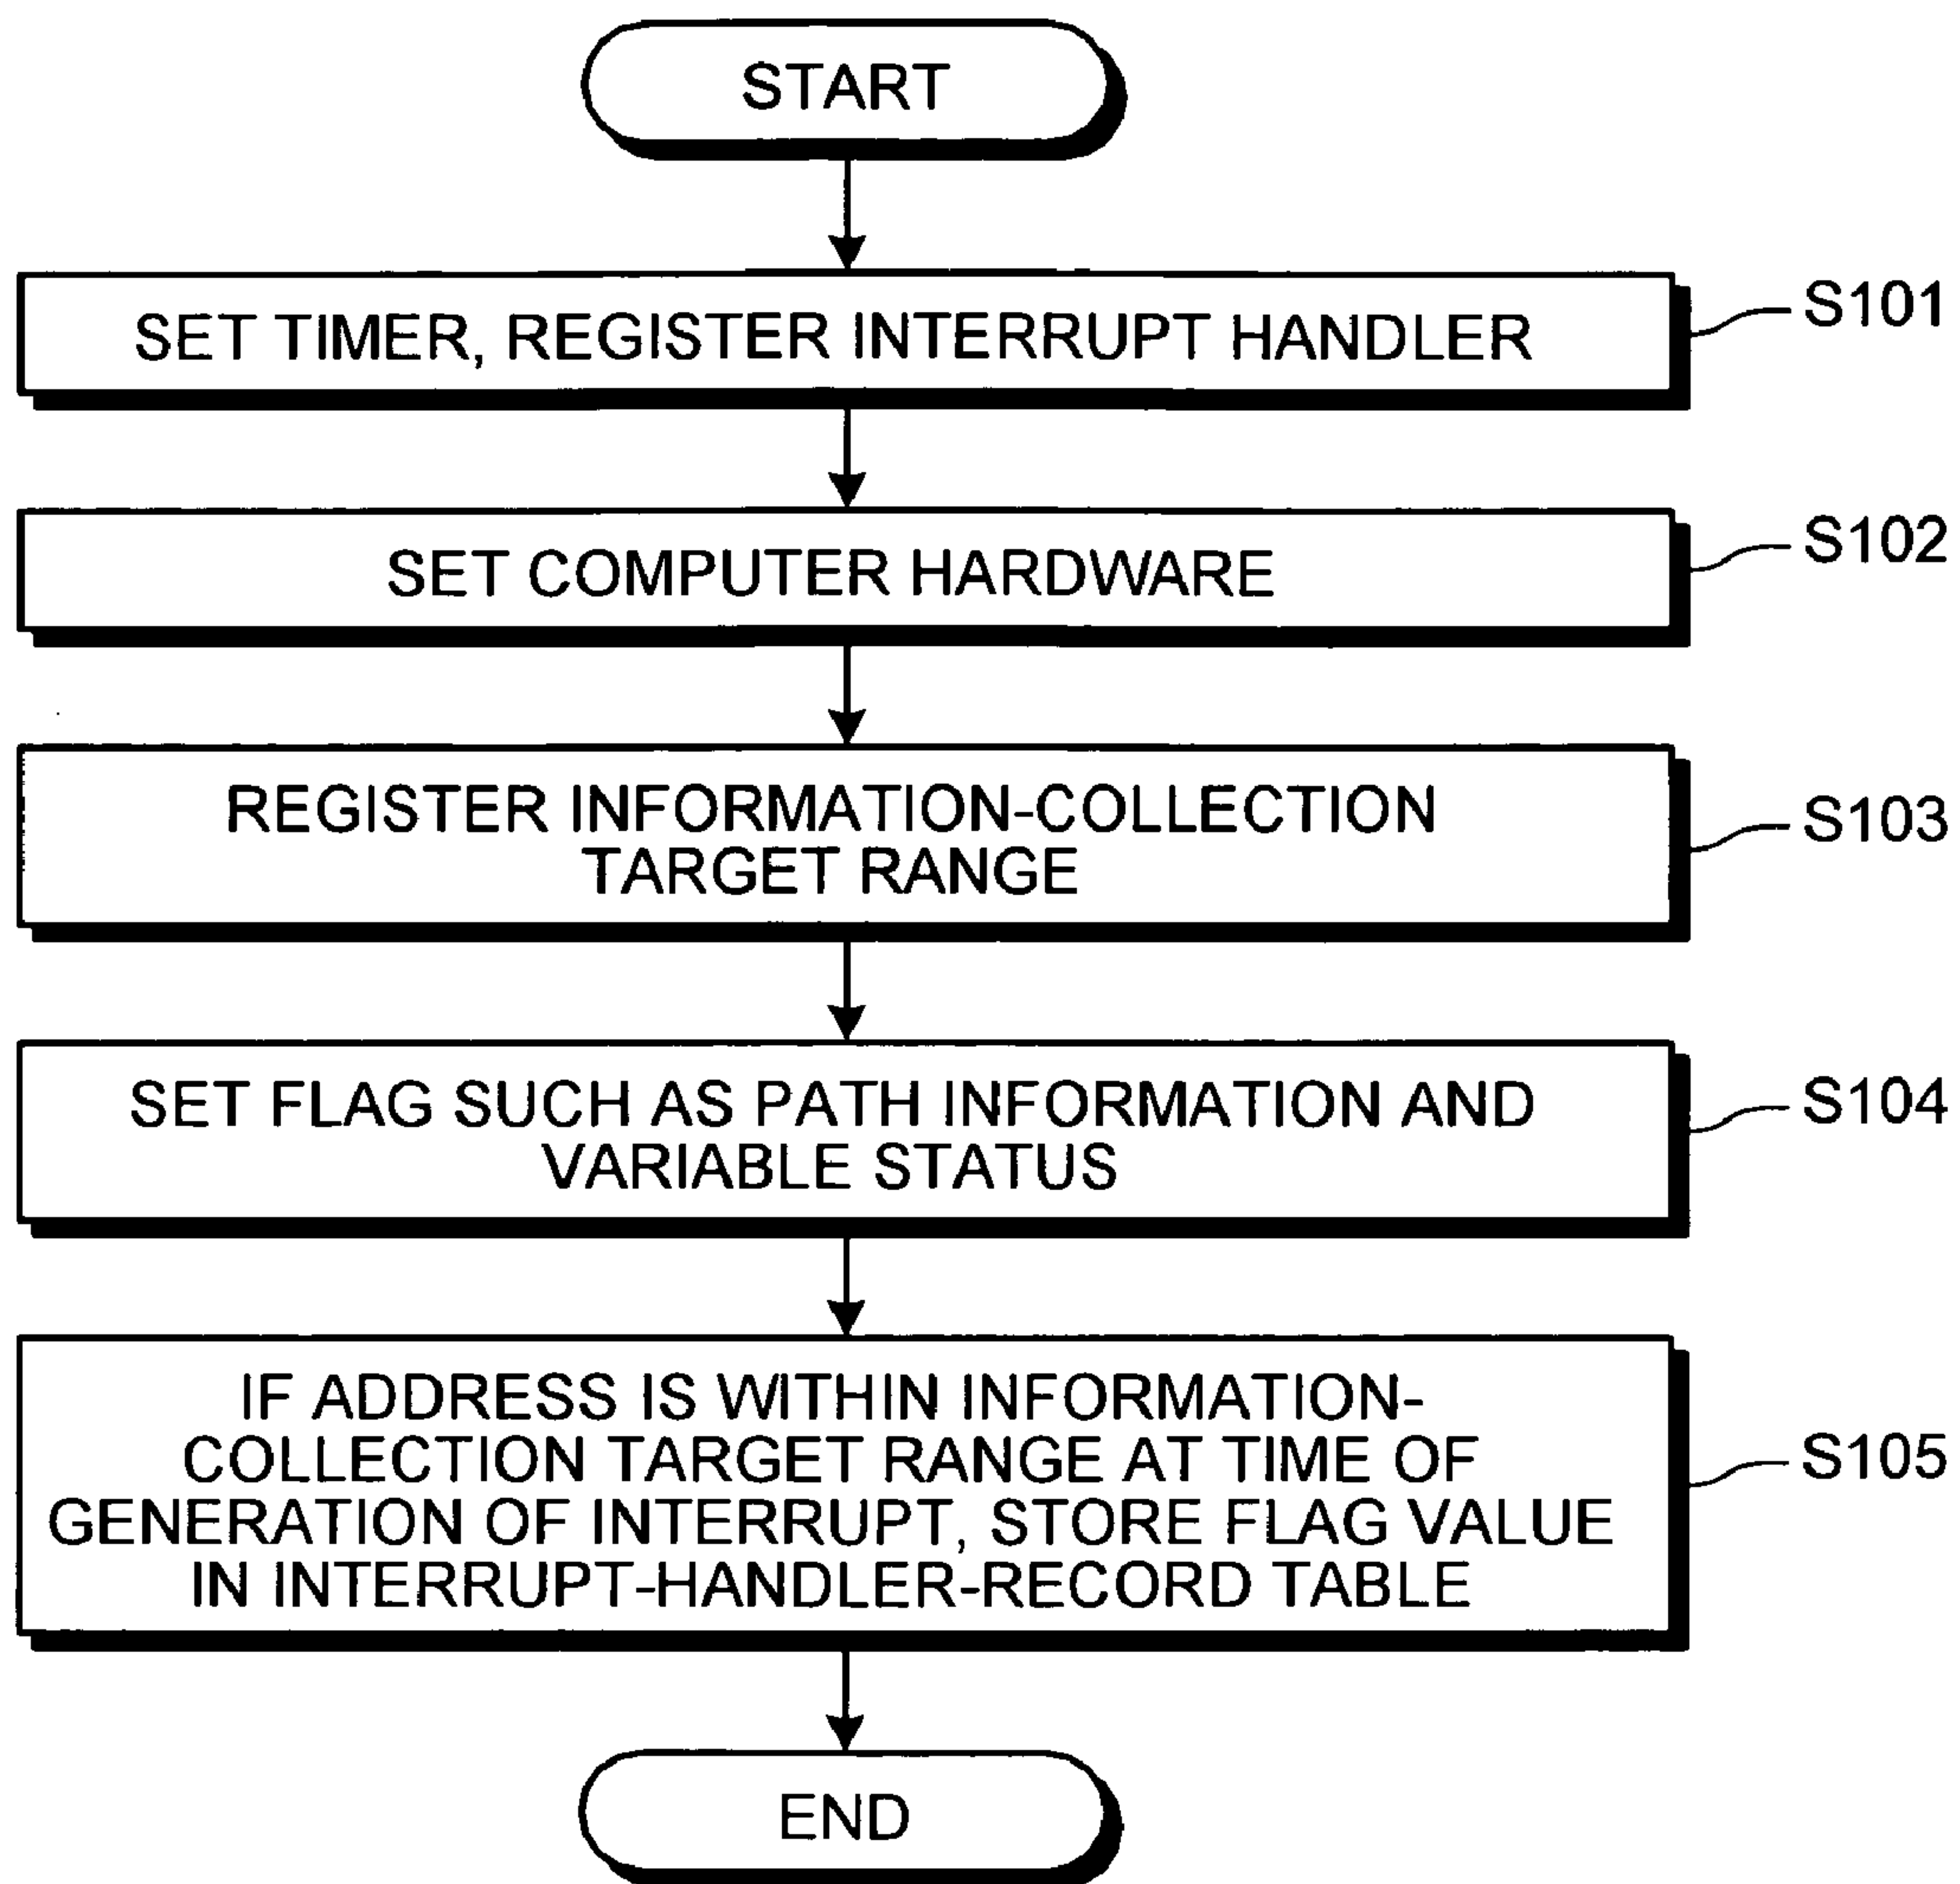 START
SET TIMER, REGISTER INTERRUPT HANDLER
S101
SET COMPUTER HARDWARE
S102
REGISTER INFORMATION-COLLECTION
TARGET RANGE
S103
SET FLAG SUCH AS PATH INFORMATION AND
VARIABLE STATUS
S104
IF ADDRESS IS WITHIN INFORMATION-
COLLECTION TARGET RANGE AT TIME OF
GENERATION OF INTERRUPT, STORE FLAG VALUE
IN INTERRUPT-HANDLER-RECORD TABLE
S105
END